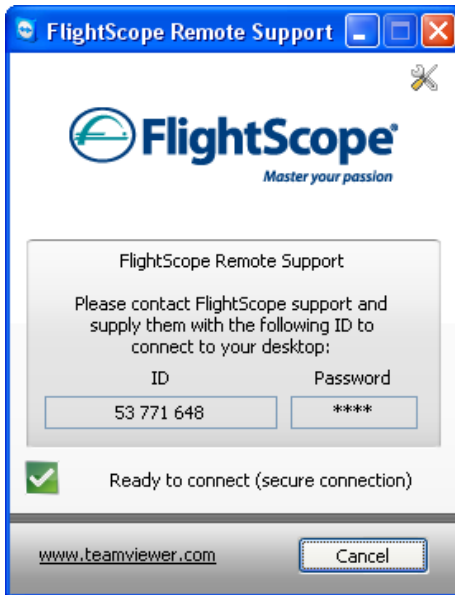 FlightScope Remote Support
FlightScope®
Master your passion
FlightScope Remote Support
Please contact FlightScope support and
supply them with the following ID to
connect to your desktop:
ID Password
53 771 648 ****
Ready to connect (secure connection)
www.teamviewer.com Cancel